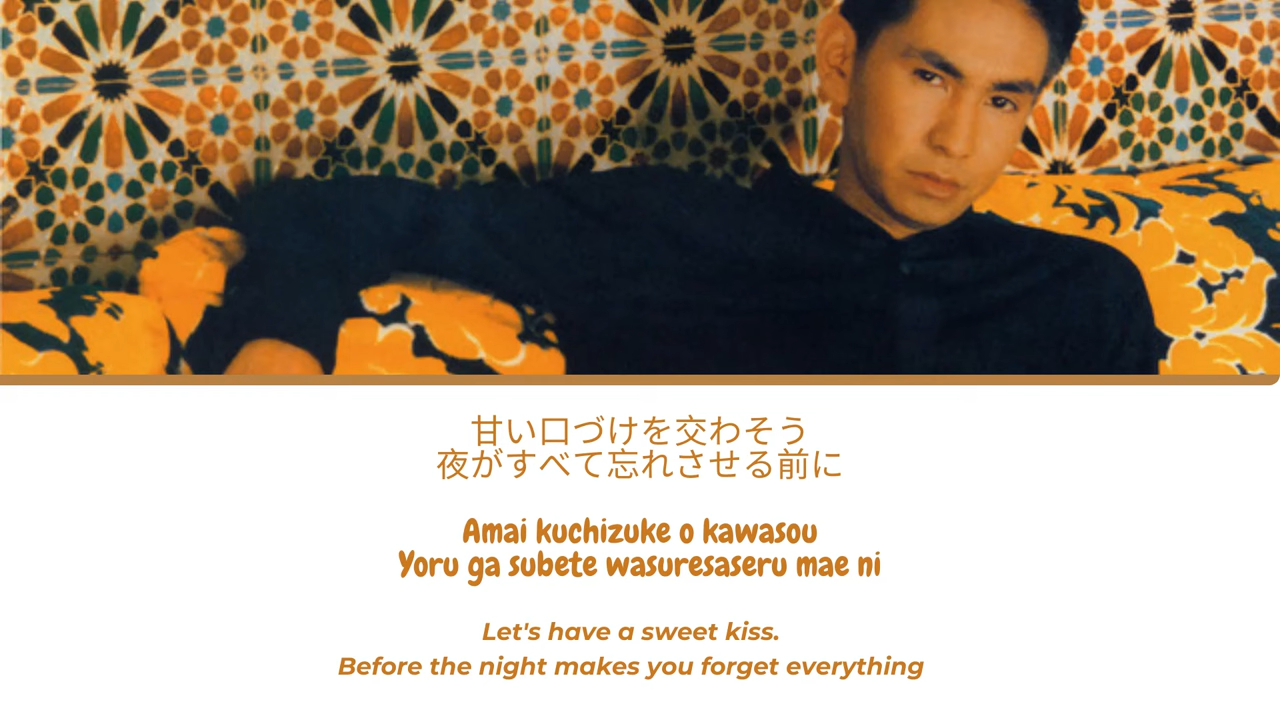 甘い口づけを交わそう
夜がすべて忘れさせる前に
Amai kuchizuke o kawasou
Yoru ga subete wasuresaseru mae ni
Let's have a sweet kiss.
Before the night makes you forget everything